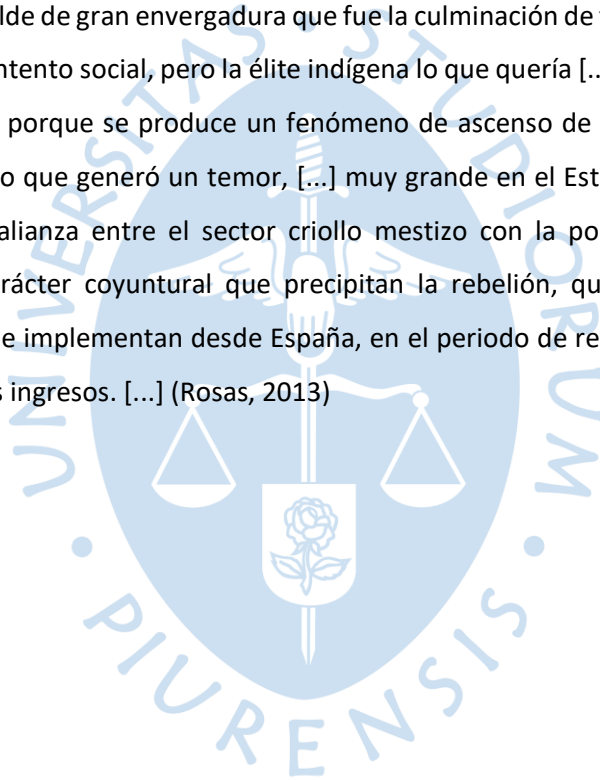 lde de gran envergadura que fue la culminación de
ntento social, pero la élite indígena lo que quería [..
porque se produce un fenómeno de ascenso de
o que generó un temor, [...] muy grande en el Est
alianza entre el sector criollo mestizo con la po
rácter coyuntural que precipitan la rebelión, qu
e implementan desde España, en el periodo de re
s ingresos. [...] (Rosas, 2013)
UNIVERSITAS • STUDIORUM • PIURENSIS •